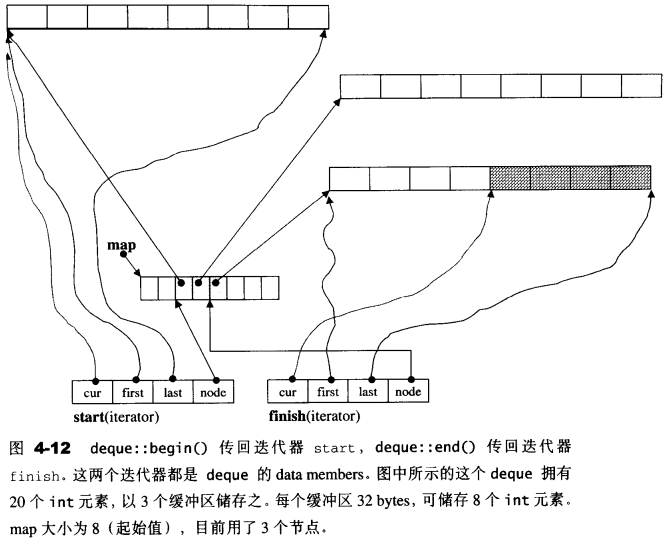 map
cur first last node
cur first last node
start(iterator)
finish(iterator)
图 4-12 deque::begin() 传回迭代器 start，deque::end() 传回迭代器
finish。这两个迭代器都是 deque 的 data members。图中所示的这个 deque 拥有
20 个 int 元素，以 3 个缓冲区储存之。每个缓冲区 32 bytes，可储存 8 个 int 元素。
map 大小为 8（起始值），目前用了 3 个节点。